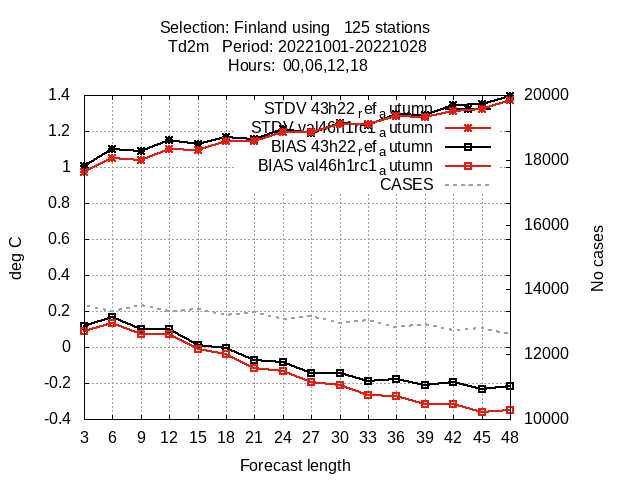 Selection: Finland using   125 stations
Td2m   Period: 20221001-20221028
Hours: 00,06,12,18
STDV 43h22_ref_autumn
STDV val46h1rc1_autumn
BIAS 43h22_ref_autumn
BIAS val46h1rc1_autumn
CASES
deg C
1.4
1.2
1
0.8
0.6
0.4
0.2
0
-0.2
-0.4
20000
18000
16000
14000
12000
10000
No cases
3 6 9 12 15 18 21 24 27 30 33 36 39 42 45 48
Forecast length